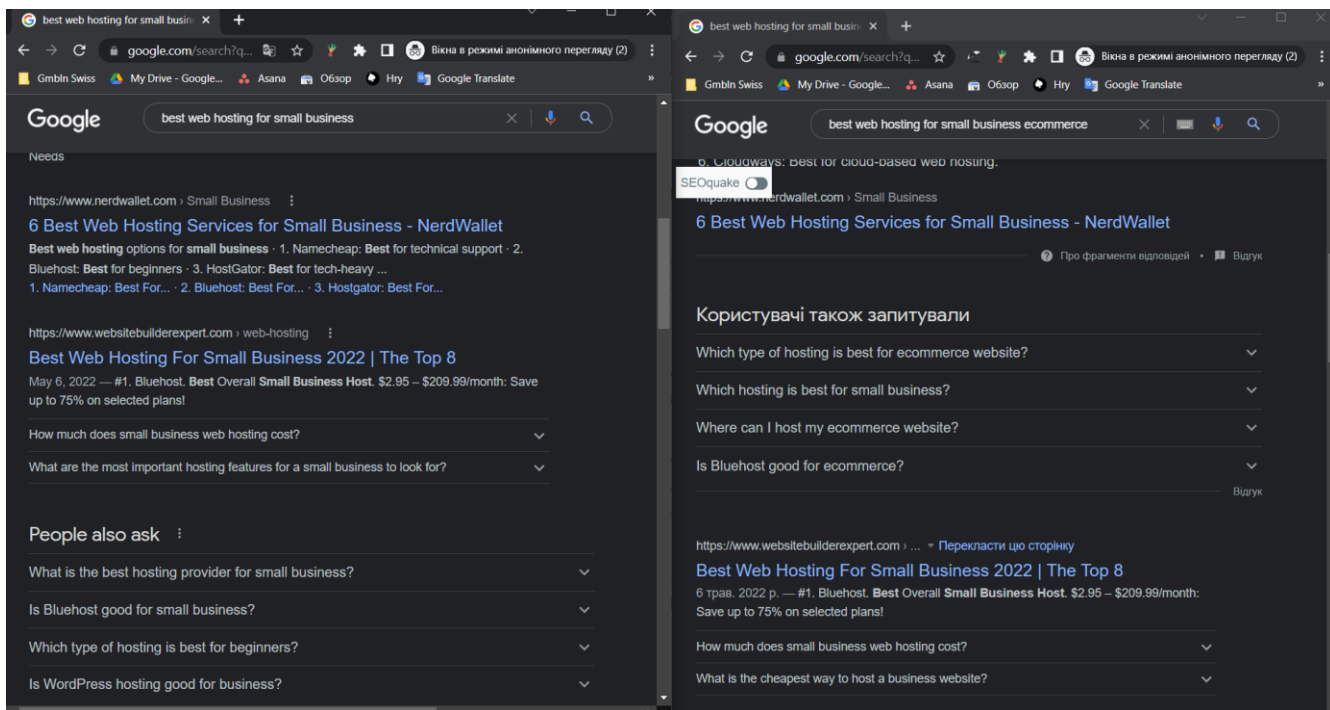 best web hosting for small busin
google.com/search?q...
Вікна в режимі анонімного перегляду (2)
Gmbln Swiss
My Drive - Google...
Asana
Обзор
Hry
Google Translate
»
Google
best web hosting for small business
Needs
https://www.nerdwallet.com › Small Business
6 Best Web Hosting Services for Small Business - NerdWallet
Best web hosting options for small business · 1. Namecheap: Best for technical support · 2.
Bluehost: Best for beginners · 3. HostGator: Best for tech-heavy ...
1. Namecheap: Best For... · 2. Bluehost: Best For... · 3. Hostgator: Best For...
https://www.websitebuilderexpert.com › web-hosting
Best Web Hosting For Small Business 2022 | The Top 8
May 6, 2022 — #1. Bluehost. Best Overall Small Business Host. $2.95 – $209.99/month: Save
up to 75% on selected plans!
How much does small business web hosting cost?
What are the most important hosting features for a small business to look for?
People also ask
What is the best hosting provider for small business?
Is Bluehost good for small business?
Which type of hosting is best for beginners?
Is WordPress hosting good for business?
best web hosting for small busin
google.com/search?q...
Вікна в режимі анонімного перегляду (2)
Gmbln Swiss
My Drive - Google...
Asana
Обзор
Hry
Google Translate
»
Google
best web hosting for small business ecommerce
6. Cloudways: Best for cloud-based web hosting.
SEOquake
https://www.nerdwallet.com › Small Business
6 Best Web Hosting Services for Small Business - NerdWallet
Про фрагменти відповідей • Відгук
Користувачі також запитували
Which type of hosting is best for ecommerce website?
Which hosting is best for small business?
Where can I host my ecommerce website?
Is Bluehost good for ecommerce?
Відгук
https://www.websitebuilderexpert.com › ... Перекласти цю сторінку
Best Web Hosting For Small Business 2022 | The Top 8
6 трав. 2022 р. — #1. Bluehost. Best Overall Small Business Host. $2.95 – $209.99/month:
Save up to 75% on selected plans!
How much does small business web hosting cost?
What is the cheapest way to host a business website?